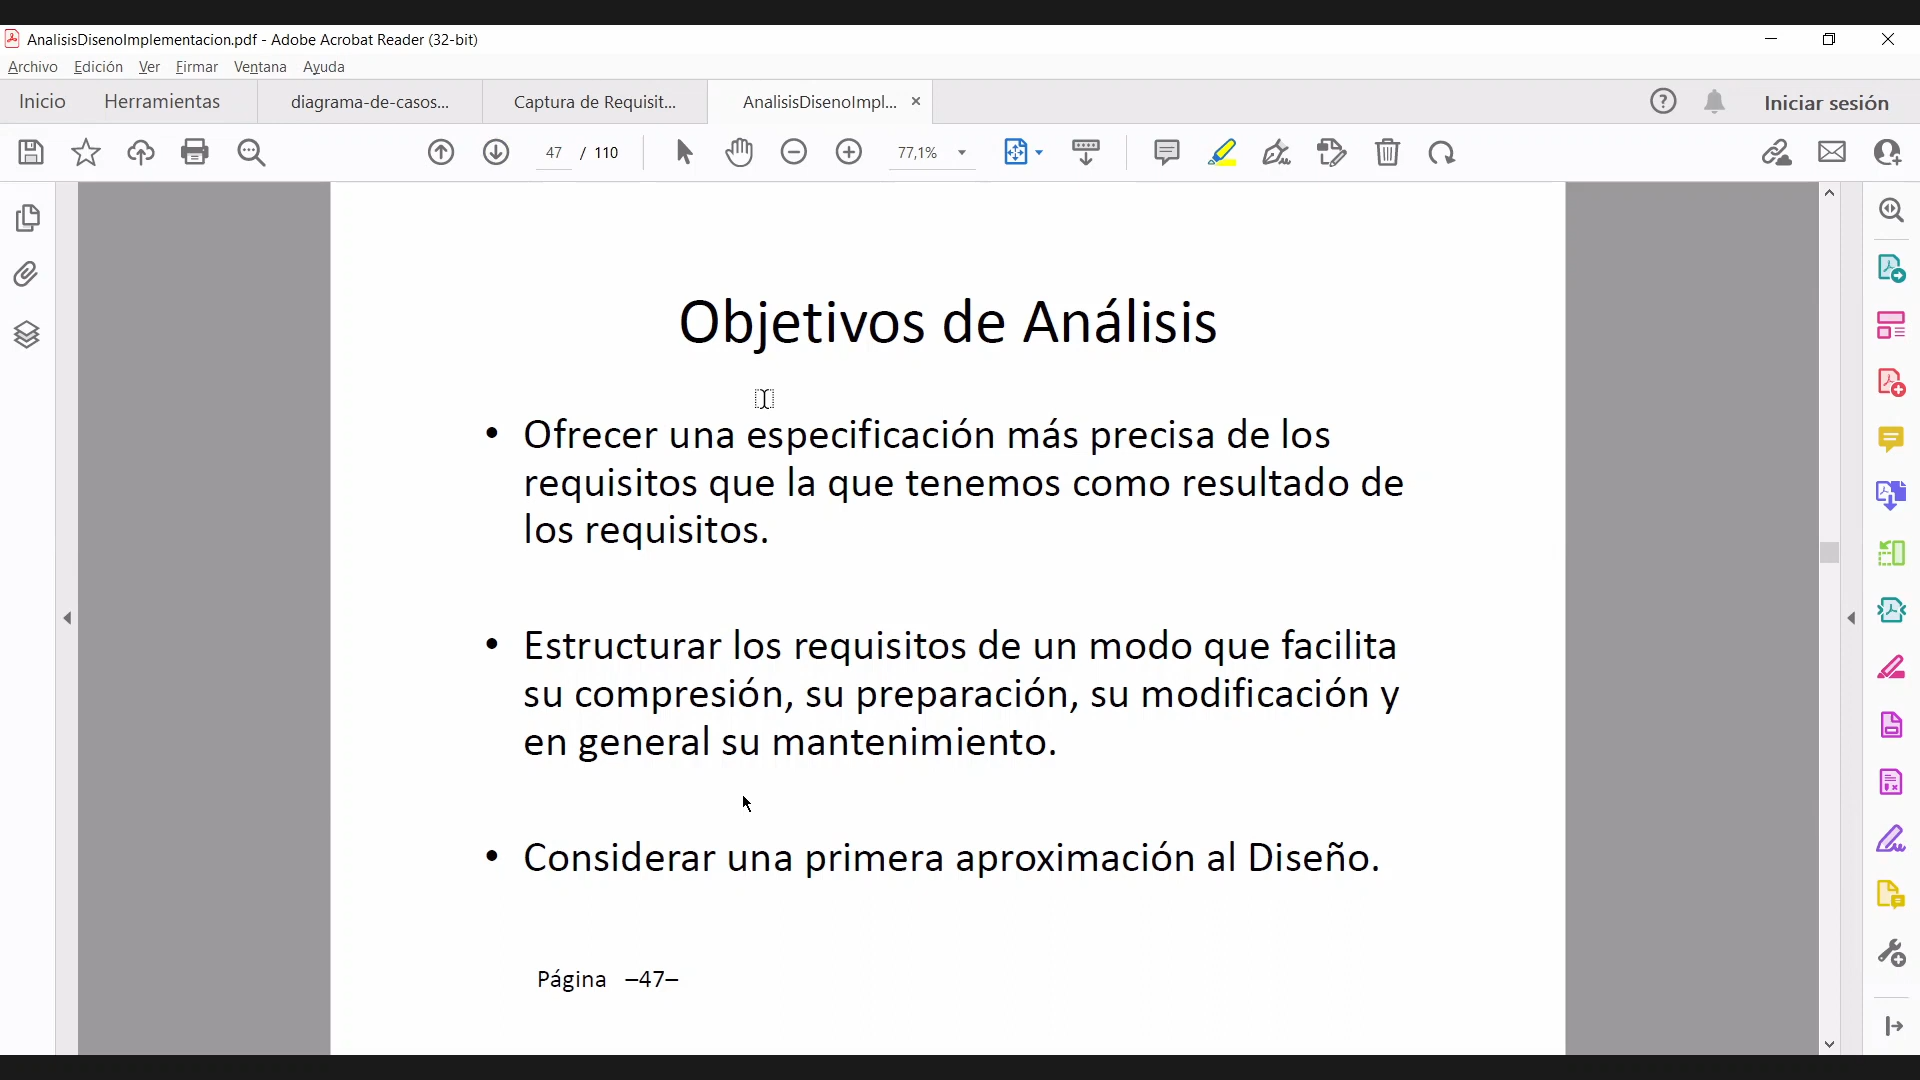 AnalisisDisenoImplementacion.pdf - Adobe Acrobat Reader (32-bit)
Archivo Edición Ver Firmar Ventana Ayuda
Inicio Herramientas diagrama-de-casos... Captura de Requisit... AnalisisDisenoImpl... Iniciar sesión
47 / 110 77,1%
Objetivos de Análisis
• Ofrecer una especificación más precisa de los
requisitos que la que tenemos como resultado de
los requisitos.
• Estructurar los requisitos de un modo que facilita
su compresión, su preparación, su modificación y
en general su mantenimiento.
• Considerar una primera aproximación al Diseño.
Página –47–